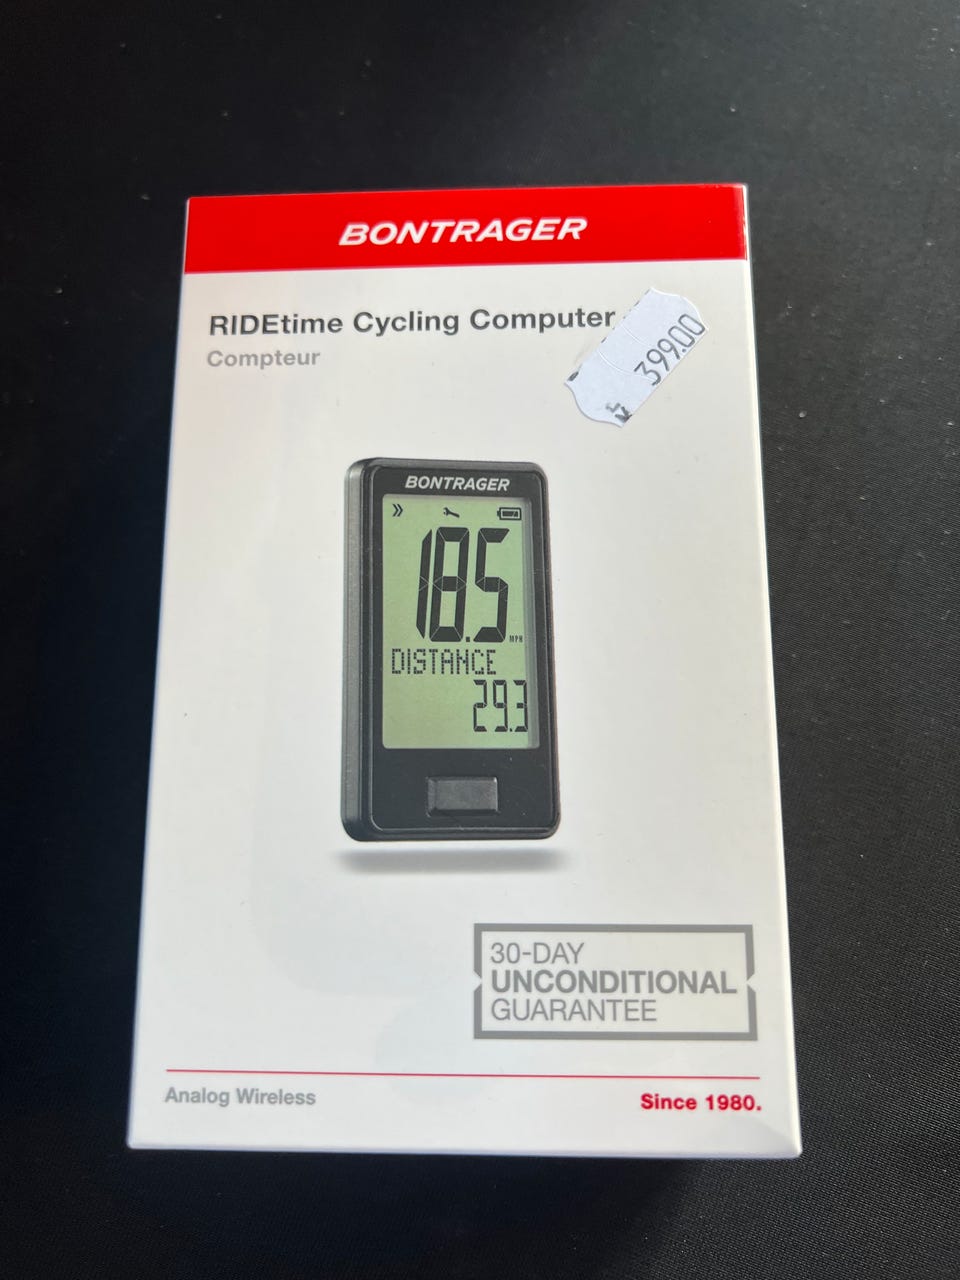 BONTRAGER
RIDEtime Cycling Computer
Compteur
399.00
BONTRAGER
18.5 MPH
DISTANCE
29.3
30-DAY
UNCONDITIONAL
GUARANTEE
Analog Wireless
Since 1980.